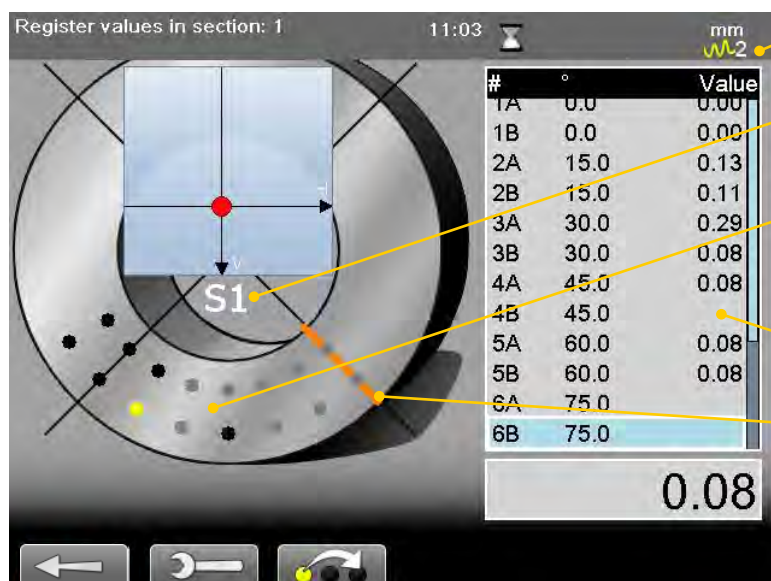 Register values in section: 1 11:03 mm
2
# ° Value
1A 0.0 0.00
1B 0.0 0.00
2A 15.0 0.13
2B 15.0 0.11
3A 30.0 0.29
3B 30.0 0.08
4A 45.0 0.08
4B 45.0
5A 60.0 0.08
5B 60.0 0.08
6A 75.0
6B 75.0
S1
0.08